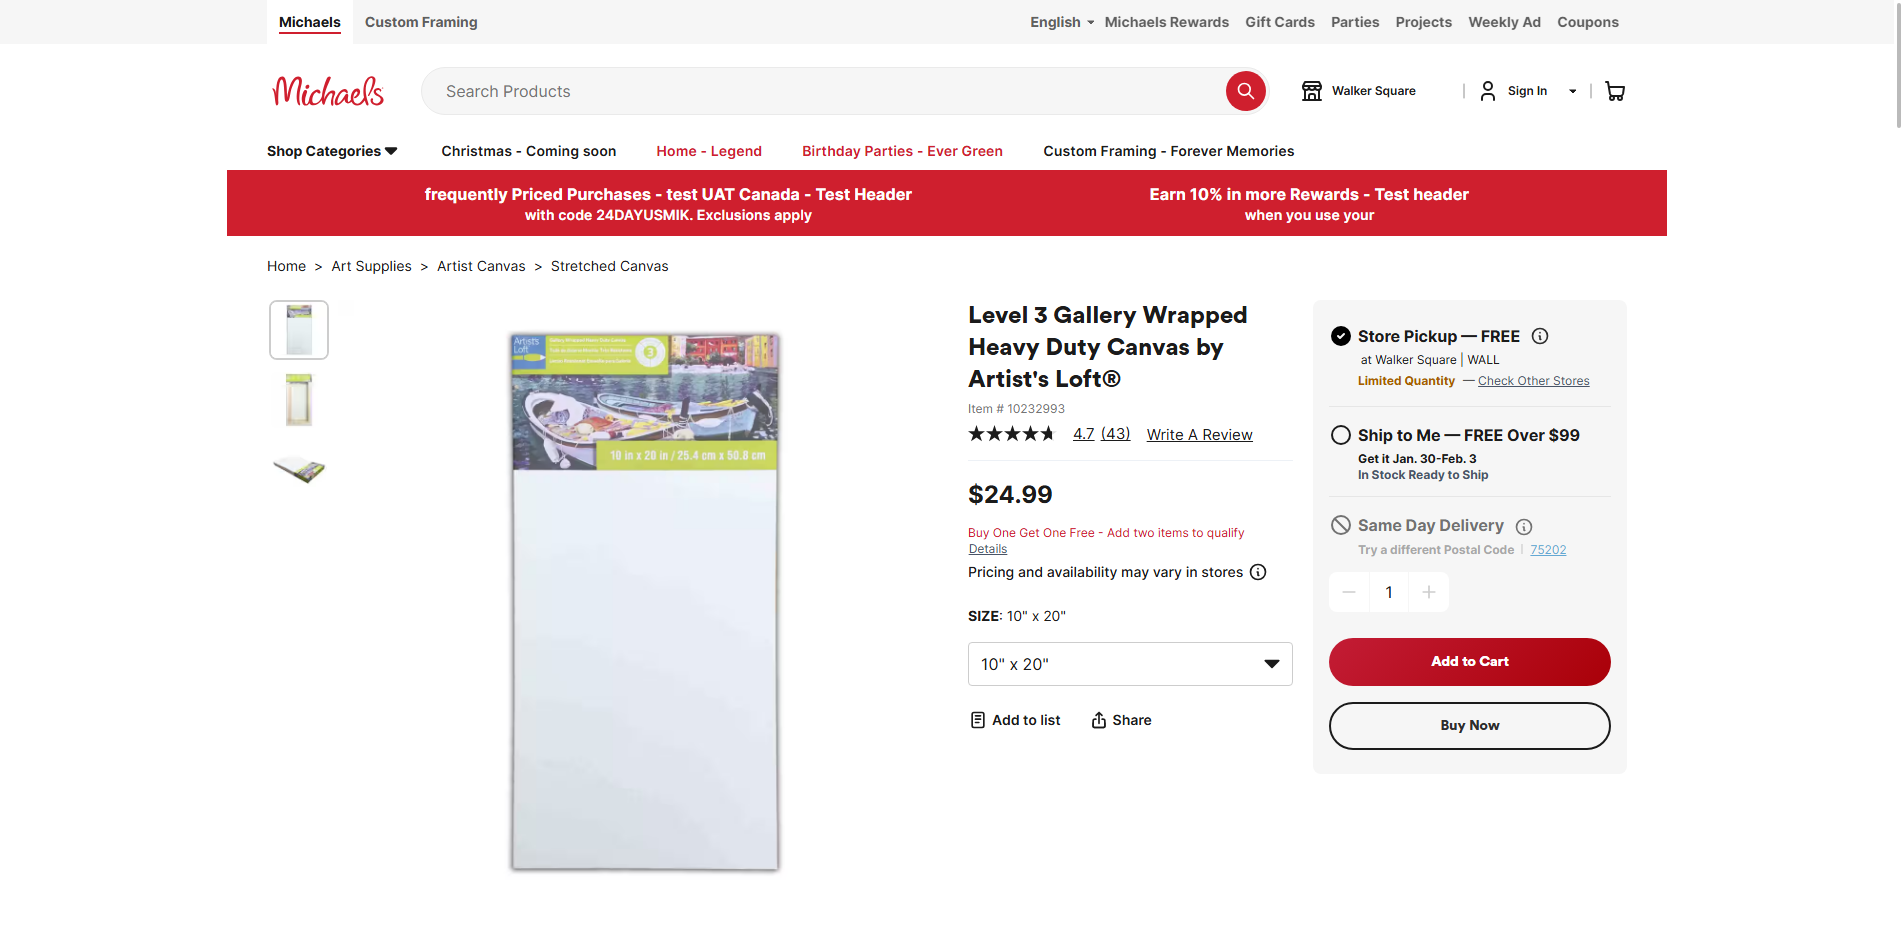 Michaels
Custom Framing
English
Michaels Rewards
Gift Cards
Parties
Projects
Weekly Ad
Coupons
Michaels
Search Products
Walker Square
Sign In
Shop Categories
Christmas - Coming soon
Home - Legend
Birthday Parties - Ever Green
Custom Framing - Forever Memories
frequently Priced Purchases - test UAT Canada - Test Header
with code 24DAYUSMIK. Exclusions apply
Earn 10% in more Rewards - Test header
when you use your
Home > Art Supplies > Artist Canvas > Stretched Canvas
Artist's
Loft
3
10 in x 20 in / 25.4 cm x 50.8 cm
Level 3 Gallery Wrapped
Heavy Duty Canvas by
Artist's Loft®
Item # 10232993
4.7 (43) Write A Review
$24.99
Buy One Get One Free - Add two items to qualify
Details
Pricing and availability may vary in stores
SIZE: 10" x 20"
10" x 20"
Add to list
Share
Store Pickup — FREE
at Walker Square | WALL
Limited Quantity — Check Other Stores
Ship to Me — FREE Over $99
Get it Jan. 30-Feb. 3
In Stock Ready to Ship
Same Day Delivery
Try a different Postal Code | 75202
1
Add to Cart
Buy Now